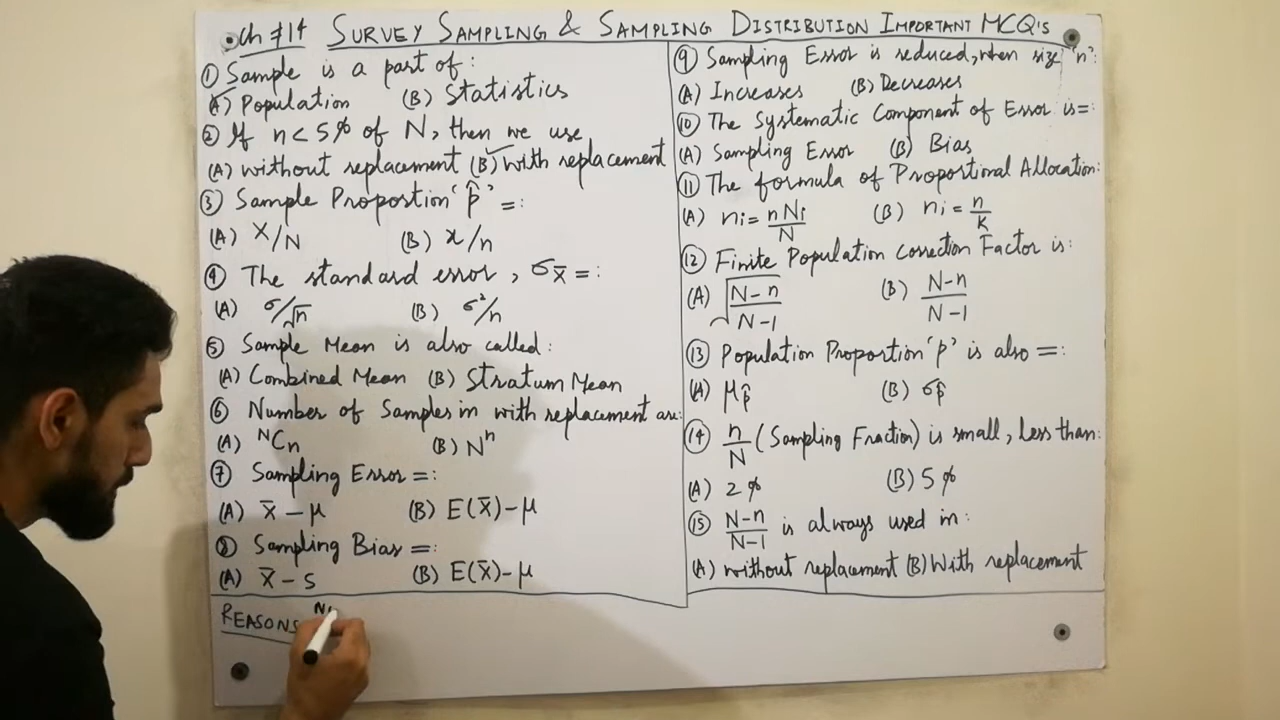 Ch # 14 SURVEY SAMPLING & SAMPLING DISTRIBUTION IMPORTANT MCQ'S
① Sample is a part of:
(A) Population (B) Statistics
② If n < 5% of N, then we use
(A) without replacement (B) With replacement
③ Sample Proportion 'p̂' =:
(A) X/N (B) x/n
④ The standard error, σx̄ =:
(A) σ/√n (B) σ²/n
⑤ Sample Mean is also called:
(A) Combined Mean (B) Stratum Mean
⑥ Number of Samples in with replacement are:
(A) ᴺCn (B) Nⁿ
⑦ Sampling Error =:
(A) x̄ - μ (B) E(x̄) - μ
⑧ Sampling Bias =:
(A) x̄ - s (B) E(x̄) - μ
REASONS N
⑨ Sampling Error is reduced, when size 'n':
(A) Increases (B) Decreases
⑩ The Systematic Component of Error is =:
(A) Sampling Error (B) Bias
⑪ The formula of Proportional Allocation:
(A) ni = nNi/N (B) ni = n/k
⑫ Finite Population Correction Factor is:
(A) √(N-n/N-1) (B) N-n/N-1
⑬ Population Proportion 'p' is also =:
(A) μp̂ (B) σp̂
⑭ n/N (Sampling Fraction) is small, less than:
(A) 2% (B) 5%
⑮ N-n/N-1 is always used in:
(A) without replacement (B) With replacement